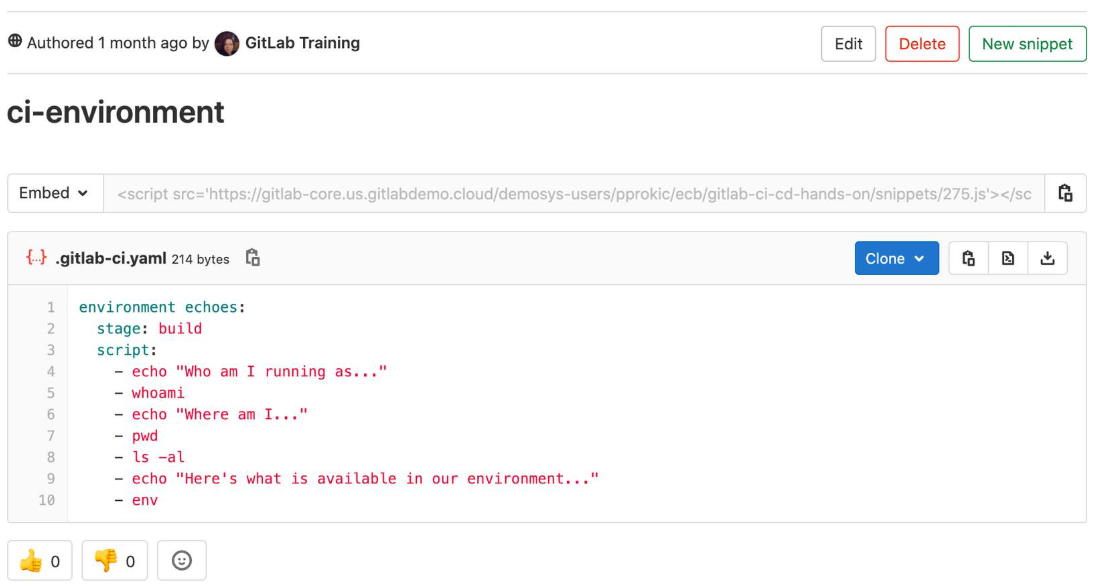 Authored 1 month ago by GitLab Training
Edit
Delete
New snippet
ci-environment
Embed
<script src='https://gitlab-core.us.gitlabdemo.cloud/demosys-users/pprokic/ecb/gitlab-ci-cd-hands-on/snippets/275.js'></sc
{..} .gitlab-ci.yaml 214 bytes
Clone
1 environment echoes:
2   stage: build
3   script:
4     - echo "Who am I running as..."
5     - whoami
6     - echo "Where am I..."
7     - pwd
8     - ls -al
9     - echo "Here's what is available in our environment..."
10     - env
0
0